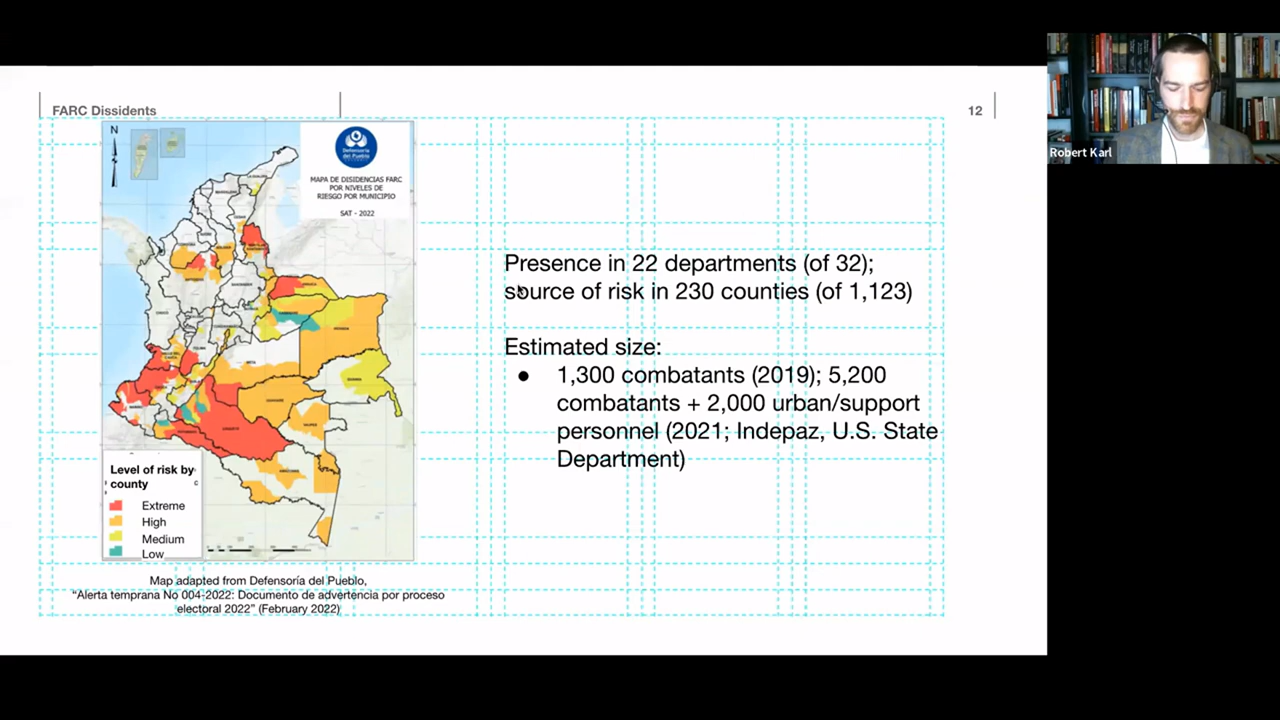 FARC Dissidents
12
N
Defensoría
del Pueblo
MAPA DE DISIDENCIAS FARC
POR NIVELES DE
RIESGO POR MUNICIPIO
SAT - 2022
Level of risk by
county
Extreme
High
Medium
Low
Map adapted from Defensoría del Pueblo,
“Alerta temprana No 004-2022: Documento de advertencia por proceso
electoral 2022” (February 2022)
Presence in 22 departments (of 32);
source of risk in 230 counties (of 1,123)
Estimated size:
● 1,300 combatants (2019); 5,200
combatants + 2,000 urban/support
personnel (2021; Indepaz, U.S. State
Department)
Robert Karl